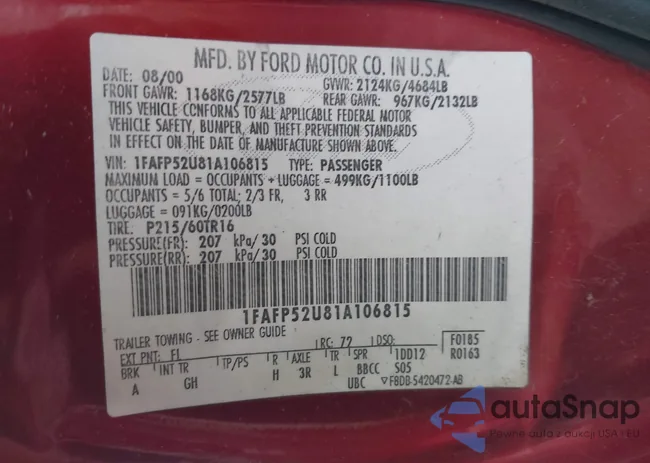 MFD. BY FORD MOTOR CO. IN U.S.A.
DATE: 08/00 GVWR: 2124KG/4684LB
FRONT GAWR: 1168KG/2577LB REAR GAWR: 967KG/2132LB
THIS VEHICLE CONFORMS TO ALL APPLICABLE FEDERAL MOTOR
VEHICLE SAFETY, BUMPER, AND THEFT PREVENTION STANDARDS
IN EFFECT ON THE DATE OF MANUFACTURE SHOWN ABOVE.
VIN: 1FAFP52U81A106815 TYPE: PASSENGER
MAXIMUM LOAD = OCCUPANTS + LUGGAGE = 499KG/1100LB
OCCUPANTS = 5/6 TOTAL: 2/3 FR, 3 RR
LUGGAGE = 091KG/0200LB
TIRE: P215/60TR16
PRESSURE(FR): 207 kPa/30 PSI COLD
PRESSURE(RR): 207 kPa/30 PSI COLD
1FAFP52U81A106815
TRAILER TOWING - SEE OWNER GUIDE
EXT PNT: FL RC: 72 DSO: F0185
BRK INT TR TP/PS R AXLE TR SPR 1DD12 R0163
A GH H 3R L BBCC S05
UBC F8DB-5420472-AB
autaSnap
Pewne auta z aukcji USA i EU